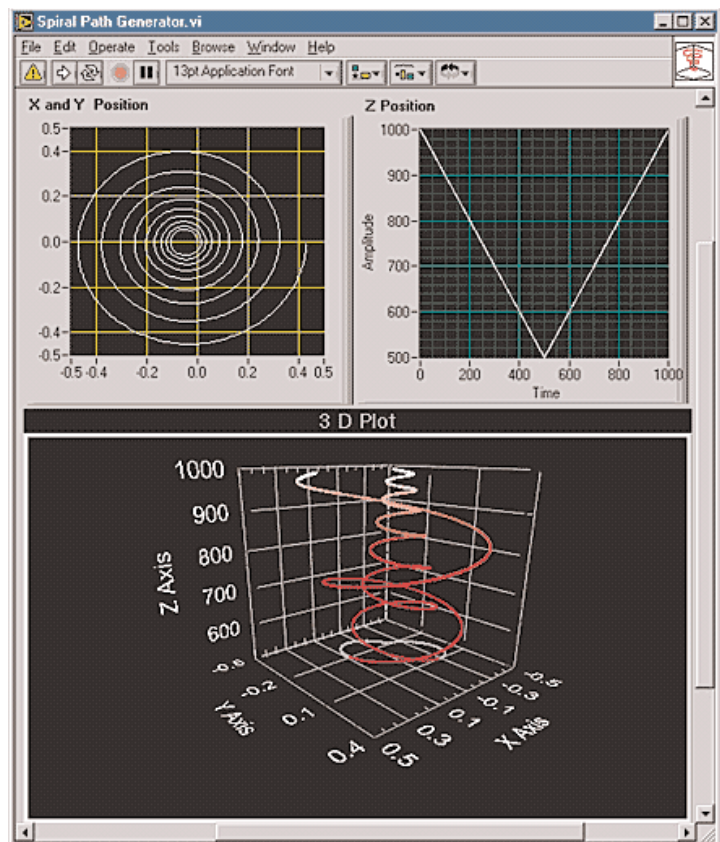 Spiral Path Generator.vi
File Edit Operate Tools Browse Window Help
13pt Application Font
X and Y Position
0.5
0.4
0.2
0.0
-0.2
-0.4
-0.5
-0.5 -0.4 -0.2 0.0 0.2 0.4 0.5
Z Position
1000
900
800
700
600
500
Amplitude
0 200 400 600 800 1000
Time
3 D Plot
1000
900
800
700
600
Z Axis
-0.6
-0.2
0.1
0.4
Y Axis
0.5
0.3
0.1
-0.1
-0.3
-0.5
X Axis